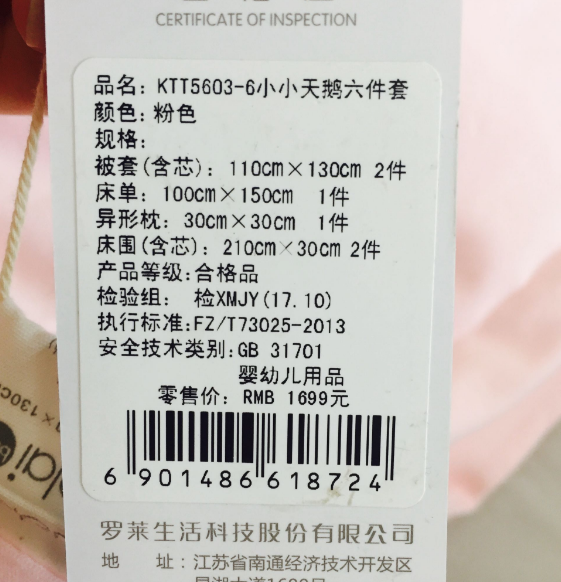 CERTIFICATE OF INSPECTION
品名: KTT5603-6小小天鹅六件套
颜色: 粉色
规格:
被套(含芯): 110cm×130cm 2件
床单: 100cm×150cm 1件
异形枕: 30cm×30cm 1件
床围(含芯): 210cm×30cm 2件
产品等级:合格品
检验组: 检XMJY(17.10)
执行标准:FZ/T73025-2013
安全技术类别:GB 31701
婴幼儿用品
零售价: RMB 1699元
6 901486 618724
罗莱生活科技股份有限公司
地 址:江苏省南通经济技术开发区